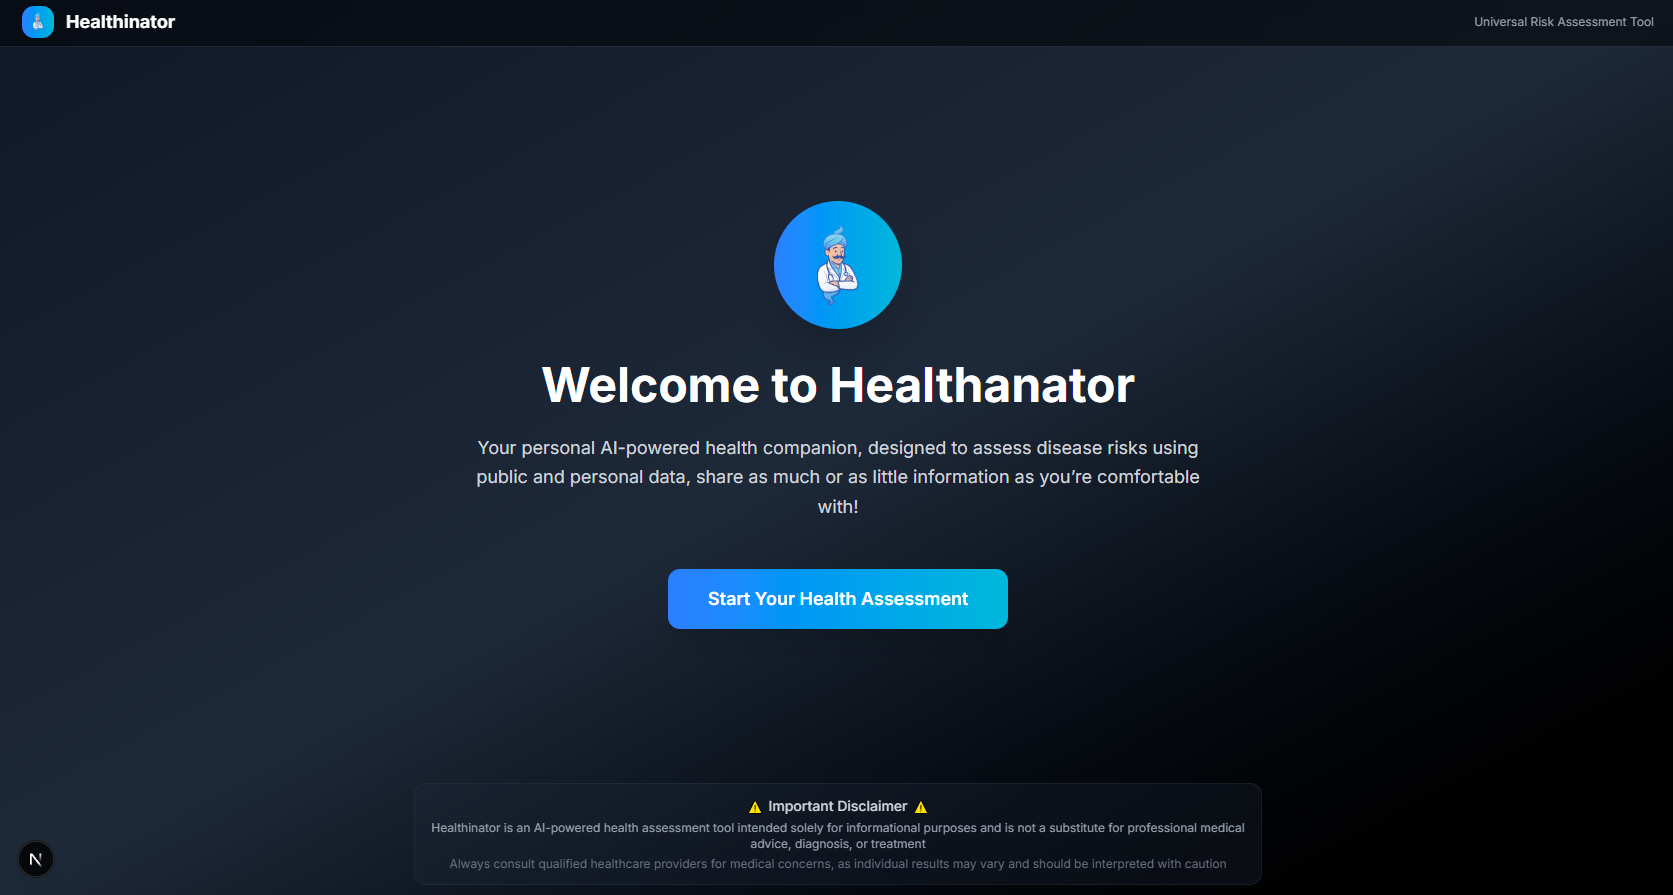 Healthinator
Universal Risk Assessment Tool
Welcome to Healthanator
Your personal AI-powered health companion, designed to assess disease risks using
public and personal data, share as much or as little information as you’re comfortable
with!
Start Your Health Assessment
⚠️ Important Disclaimer ⚠️
Healthinator is an AI-powered health assessment tool intended solely for informational purposes and is not a substitute for professional medical
advice, diagnosis, or treatment
Always consult qualified healthcare providers for medical concerns, as individual results may vary and should be interpreted with caution
N